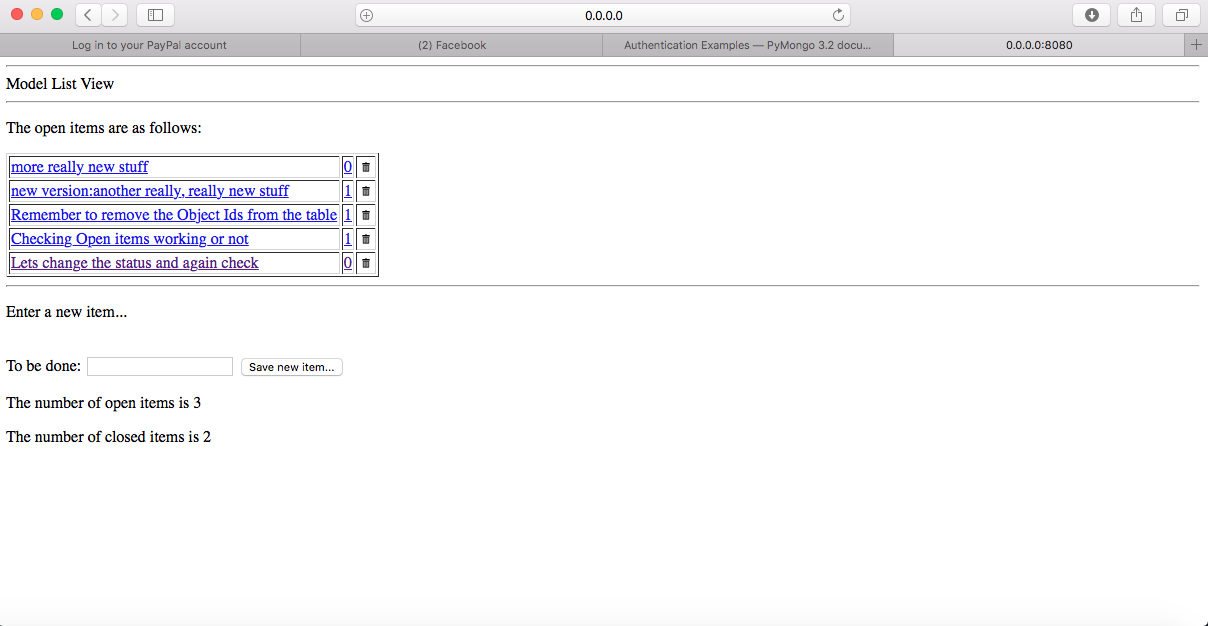 0.0.0.0
Log in to your PayPal account
(2) Facebook
Authentication Examples — PyMongo 3.2 docu...
0.0.0.0:8080
Model List View
The open items are as follows:
more really new stuff 0
new version:another really, really new stuff 1
Remember to remove the Object Ids from the table 1
Checking Open items working or not 1
Lets change the status and again check 0
Enter a new item...
To be done: Save new item...
The number of open items is 3
The number of closed items is 2